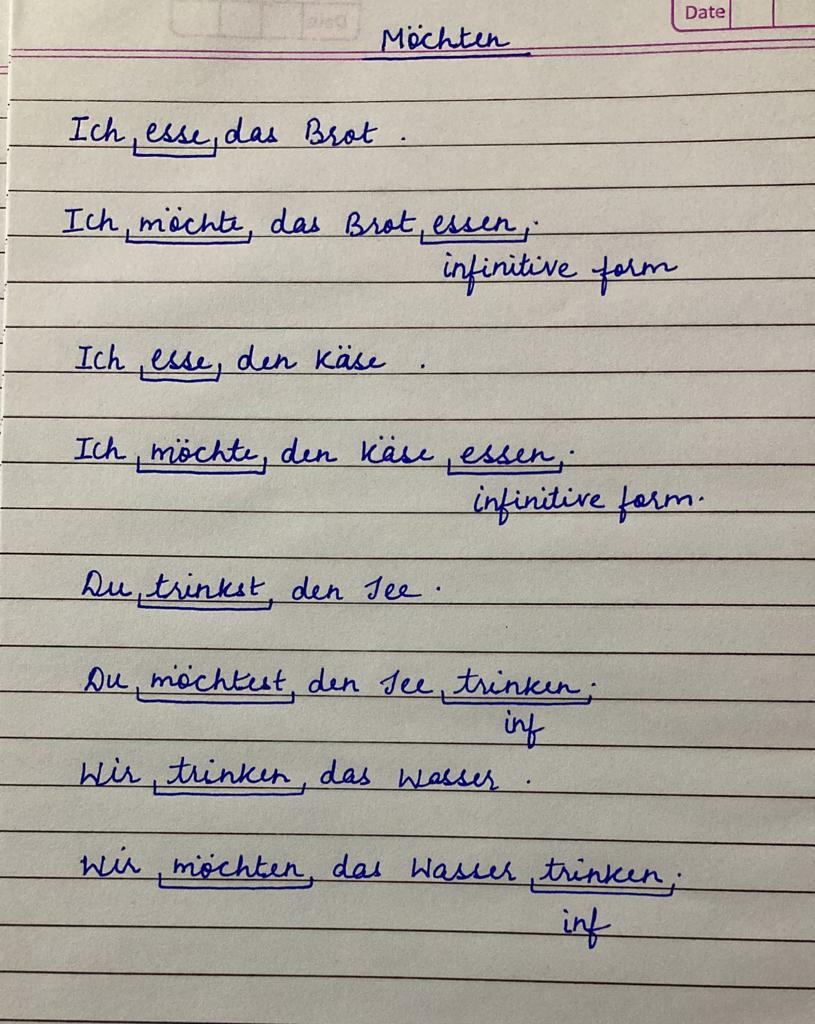 Date
Möchten
Ich esse das Brot.
Ich möchte das Brot essen.
infinitive form
Ich esse den Käse.
Ich möchte den Käse essen.
infinitive form.
Du trinkst den Tee.
Du möchtest den Tee trinken.
inf
Wir trinken das Wasser.
Wir möchten das Wasser trinken.
inf